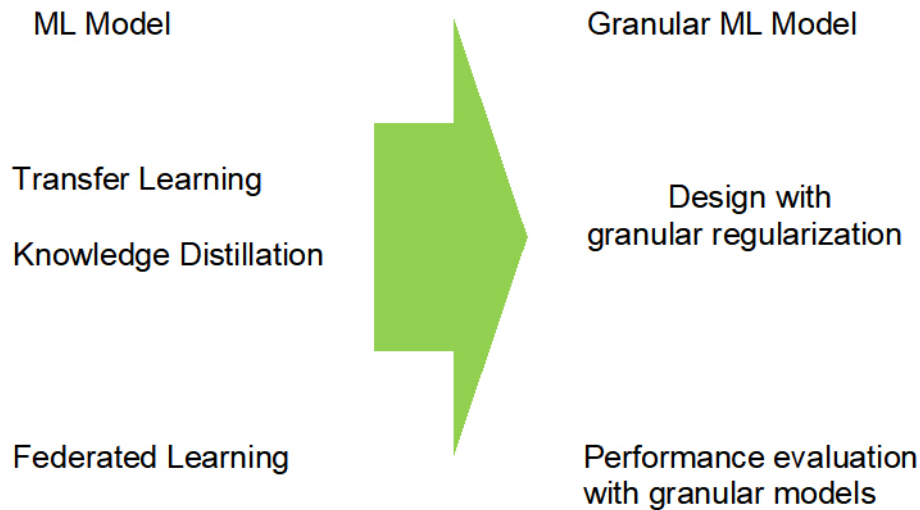 ML Model
Granular ML Model
Transfer Learning
Knowledge Distillation
Design with
granular regularization
Federated Learning
Performance evaluation
with granular models